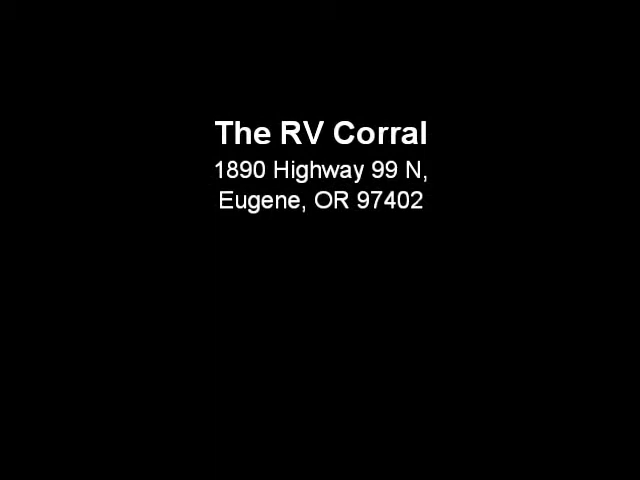 The RV Corral
1890 Highway 99 N,
Eugene, OR 97402